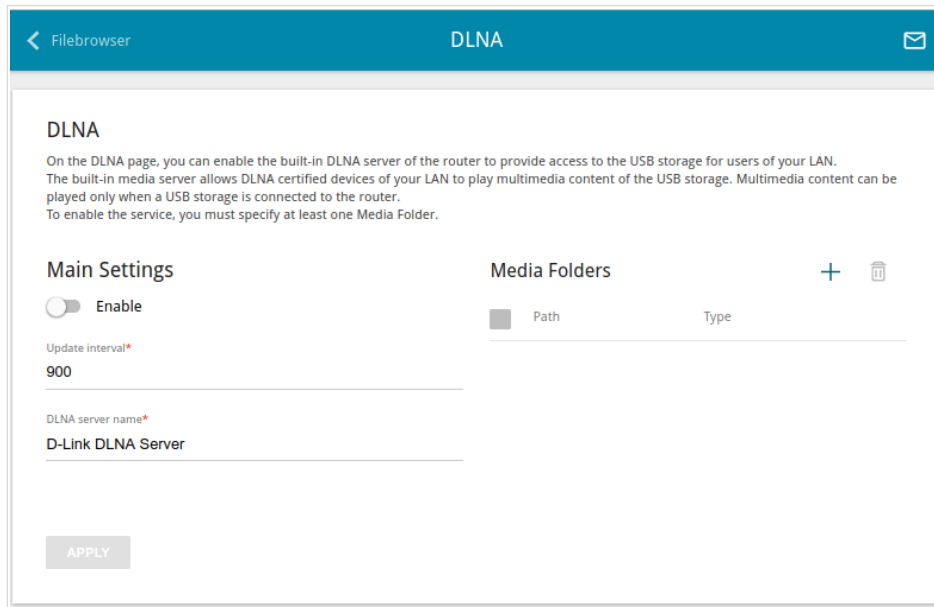 Filebrowser
DLNA
DLNA
On the DLNA page, you can enable the built-in DLNA server of the router to provide access to the USB storage for users of your LAN.
The built-in media server allows DLNA certified devices of your LAN to play multimedia content of the USB storage. Multimedia content can be
played only when a USB storage is connected to the router.
To enable the service, you must specify at least one Media Folder.
Main Settings
Enable
Update interval*
900
DLNA server name*
D-Link DLNA Server
APPLY
Media Folders
Path
Type